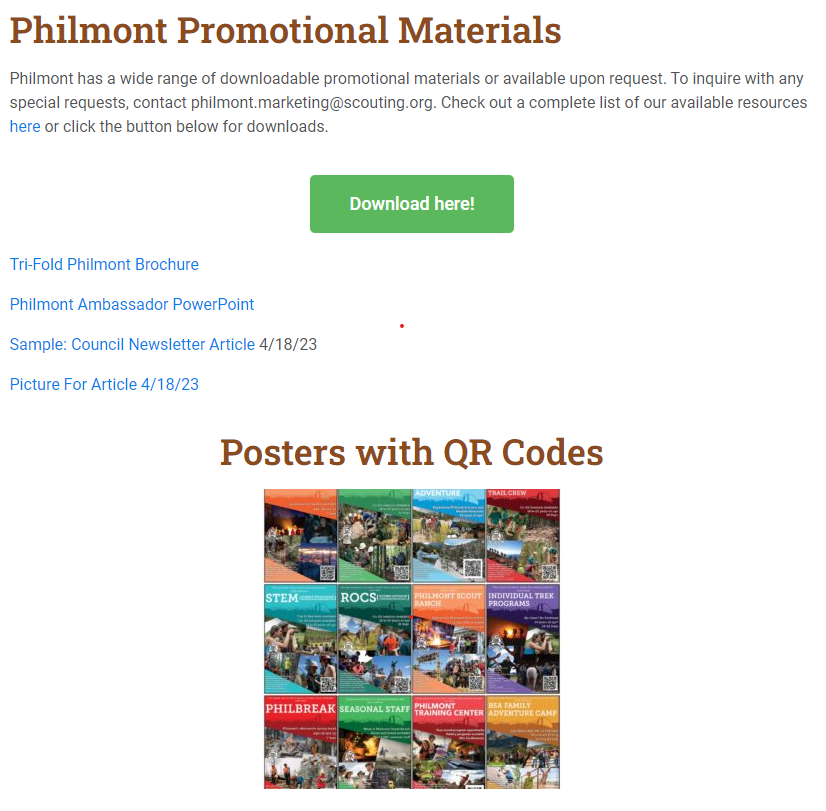 Philmont Promotional Materials
Philmont has a wide range of downloadable promotional materials or available upon request. To inquire with any
special requests, contact philmont.marketing@scouting.org. Check out a complete list of our available resources
here or click the button below for downloads.
Download here!
Tri-Fold Philmont Brochure
Philmont Ambassador PowerPoint
Sample: Council Newsletter Article 4/18/23
Picture For Article 4/18/23
Posters with QR Codes
ADVENTURE
TRAIL CREW
STEM
ROCS
PHILMONT SCOUT
RANCH
INDIVIDUAL TREK
PROGRAMS
PHILBREAK
SEASONAL STAFF
PHILMONT
TRAINING CENTER
BSA FAMILY
ADVENTURE CAMP